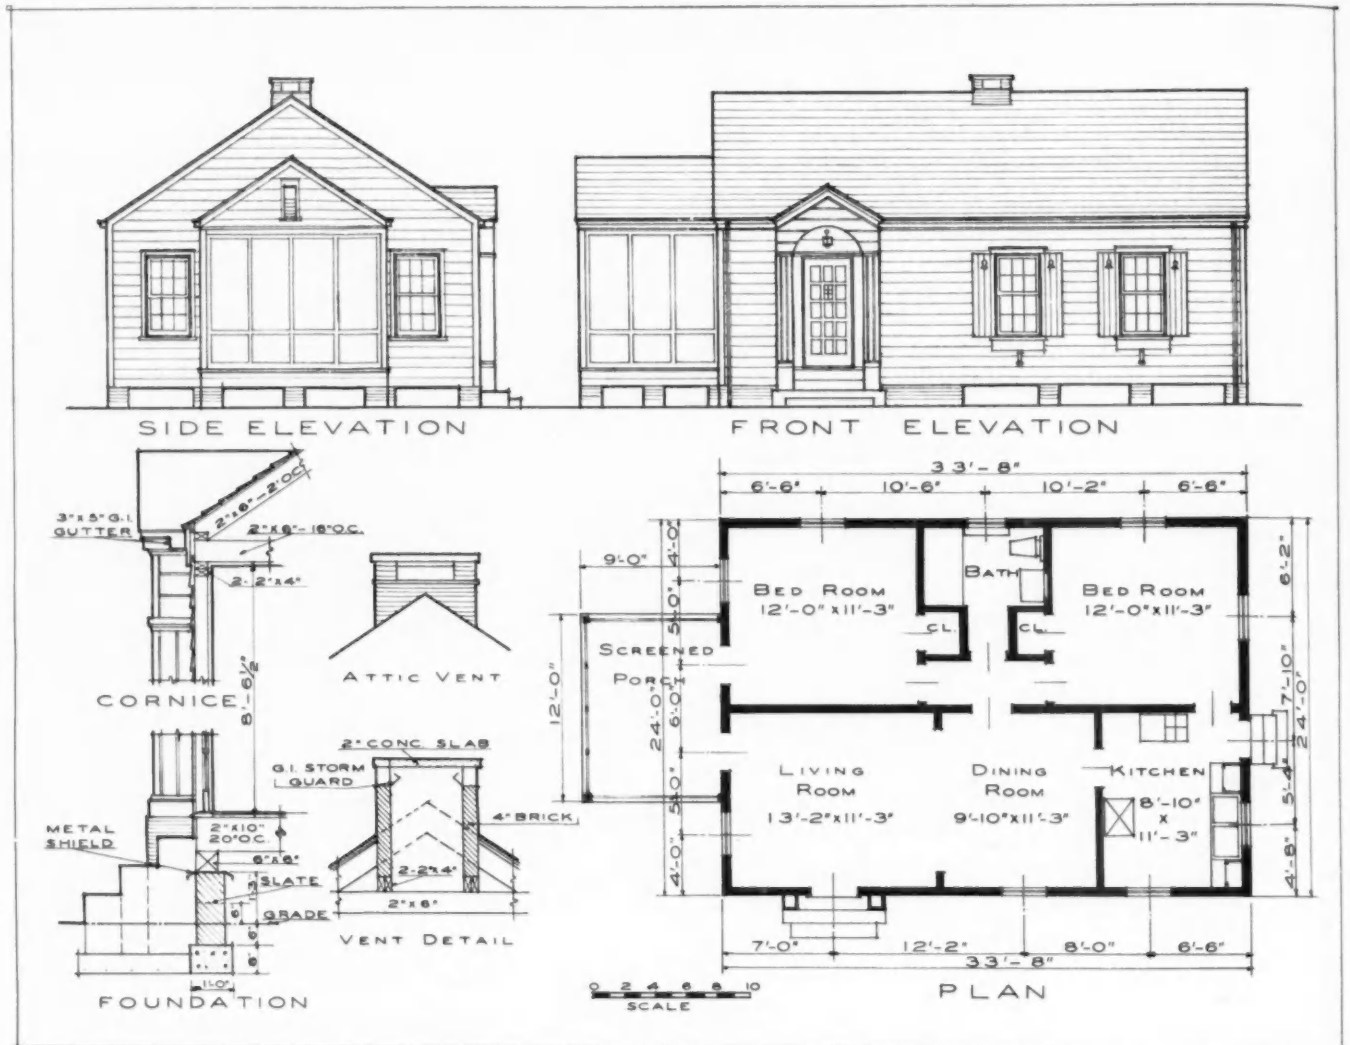 SIDE ELEVATION
FRONT ELEVATION
3"x5" G.I.
GUTTER
2"x6"-2'O.C.
2"x6"-16"O.C.
2-2"x4"
8'-6½"
CORNICE
ATTIC VENT
2" CONC. SLAB
G.I. STORM
GUARD
4" BRICK
2-2"x4"
2"x6"
VENT DETAIL
METAL
SHIELD
2"x10"
20"O.C.
6"x6"
SLATE
GRADE
1'-3"
6"
6"
6"
1'-0"
FOUNDATION
33'-8"
6'-6"
10'-6"
10'-2"
6'-6"
9'-0"
12'-0"
24'-0"
4'-0"
5'-0"
6'-0"
5'-0"
4'-0"
SCREENED
PORCH
BED ROOM
12'-0"x11'-3"
BATH
CL.
CL.
BED ROOM
12'-0"x11'-3"
LIVING
ROOM
13'-2"x11'-3"
DINING
ROOM
9'-10"x11'-3"
KITCHEN
8'-10"
x
11'-3"
6'-2"
7'-10"
5'-4"
4'-8"
24'-0"
7'-0"
12'-2"
8'-0"
6'-6"
33'-8"
0 2 4 6 8 10
SCALE
PLAN